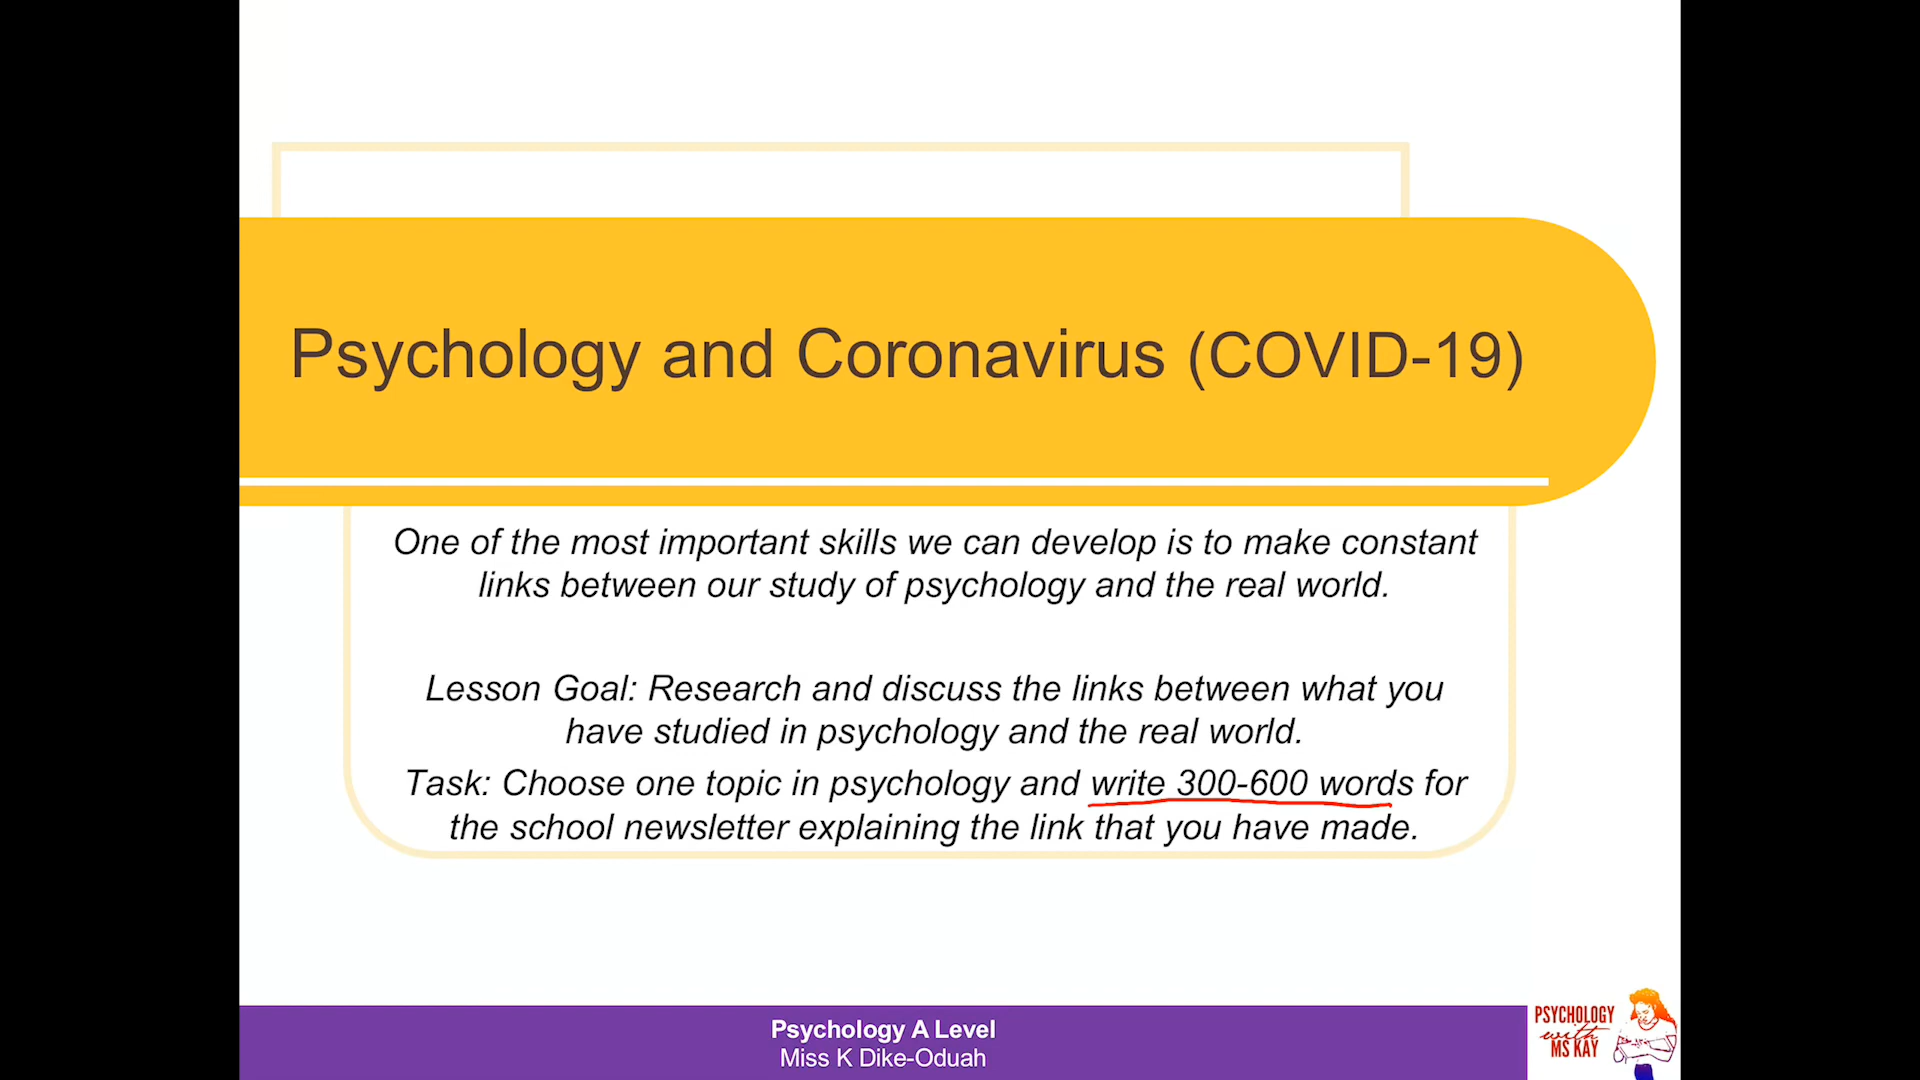 Psychology and Coronavirus (COVID-19)
One of the most important skills we can develop is to make constant
links between our study of psychology and the real world.
Lesson Goal: Research and discuss the links between what you
have studied in psychology and the real world.
Task: Choose one topic in psychology and write 300-600 words for
the school newsletter explaining the link that you have made.
Psychology A Level
Miss K Dike-Oduah
PSYCHOLOGY
with
MS KAY